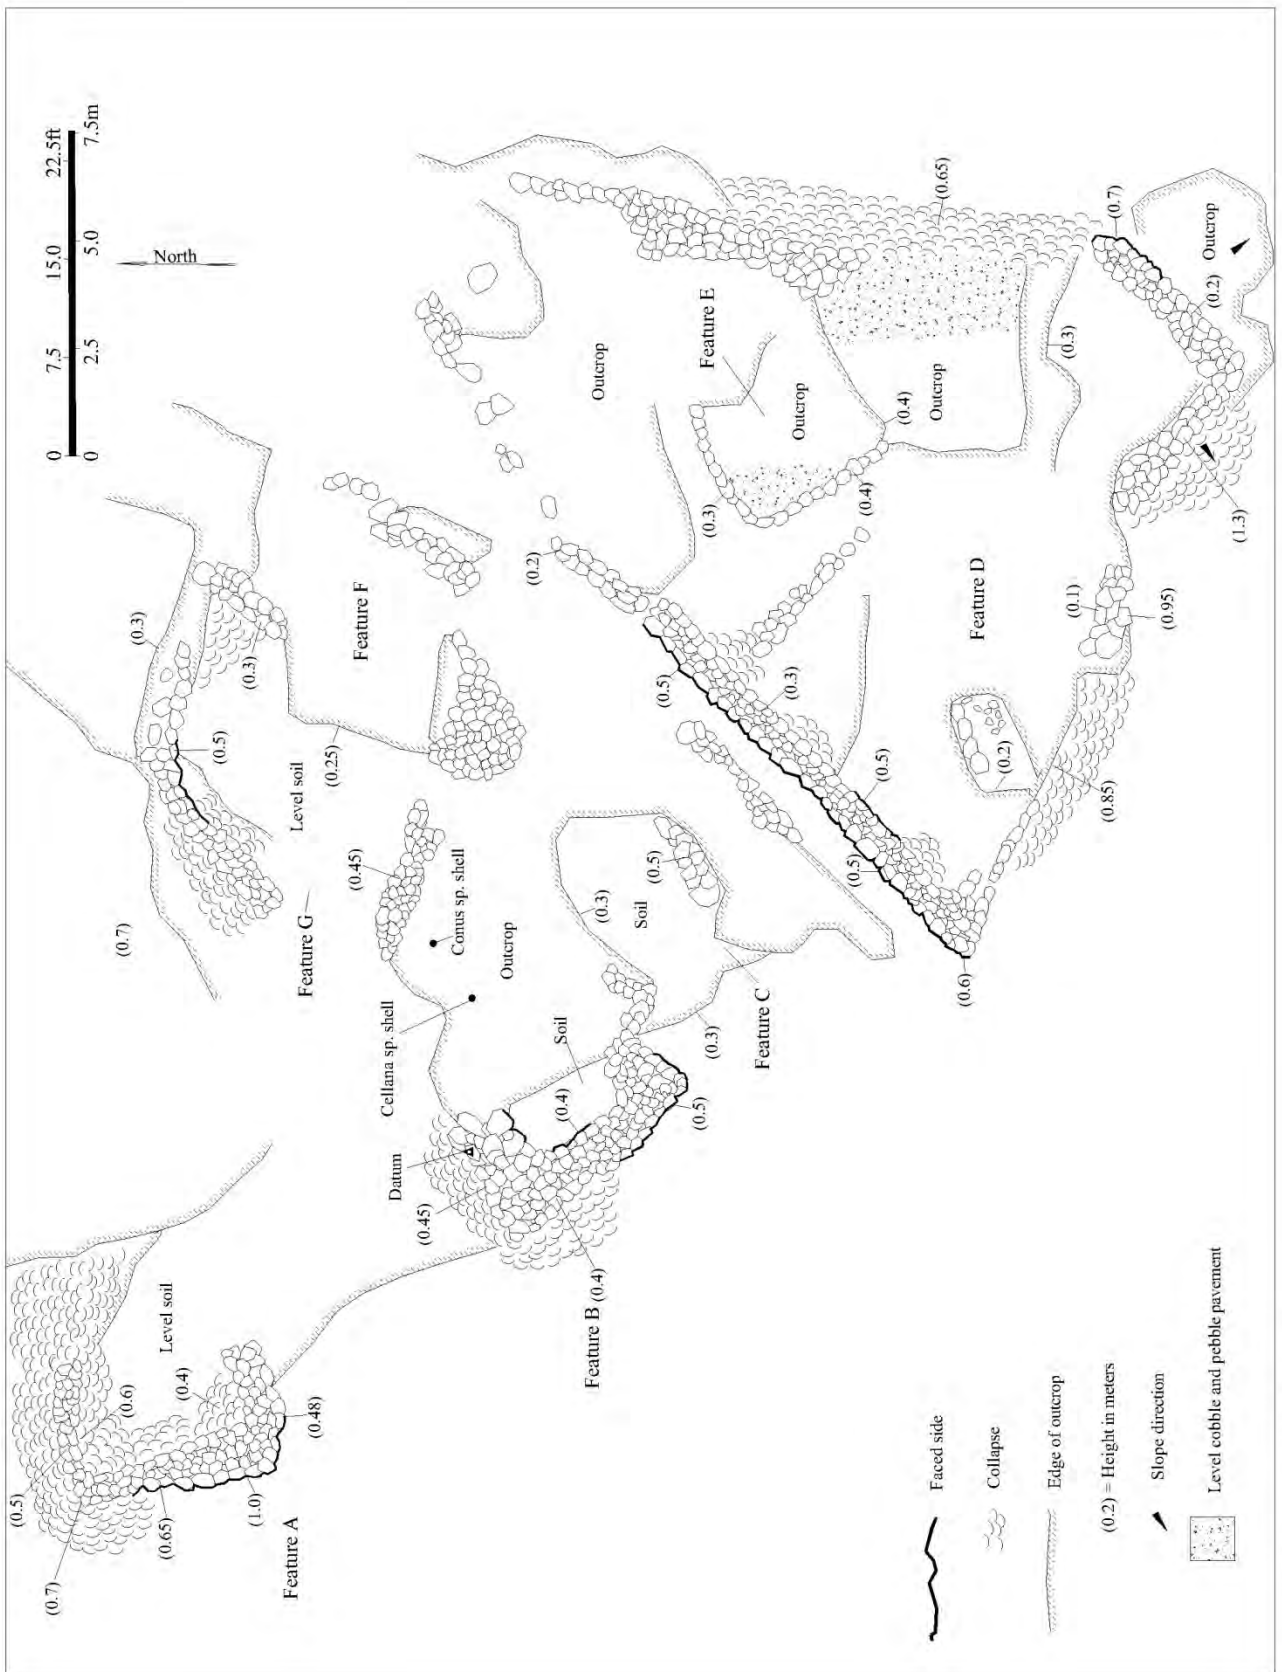 (0.5)
(0.7)
(0.65)
(0.6)
(1.0)
(0.4)
(0.48)
Level soil
Feature A
(0.7)
(0.3)
(0.5)
(0.3)
Level soil
(0.25)
Feature G
Feature F
0 7.5 15.0 22.5ft
0 2.5 5.0 7.5m
North
(0.45)
Conus sp. shell
Cellana sp. shell
Outcrop
Datum
(0.45)
(0.4)
Feature B
Soil
(0.4)
(0.5)
(0.3)
Soil
(0.5)
(0.3)
Feature C
(0.2)
(0.5)
(0.3)
(0.5)
(0.5)
(0.6)
Outcrop
Feature E
(0.3)
Outcrop
(0.4)
(0.4)
Outcrop
(0.65)
Feature D
(0.2)
(0.85)
(0.1)
(0.95)
(0.3)
(0.7)
(0.2)
Outcrop
(1.3)
Faced side
Collapse
Edge of outcrop
(0.2) = Height in meters
Slope direction
Level cobble and pebble pavement